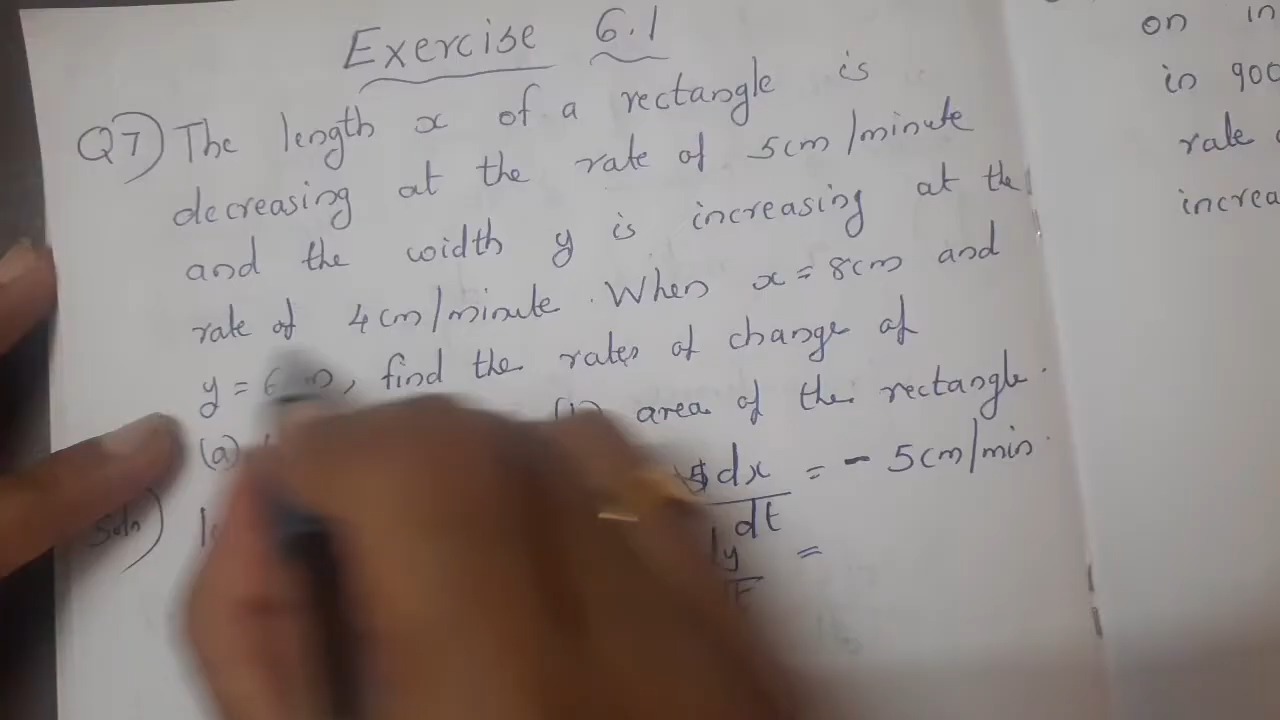 Exercise 6.1
Q7) The length x of a rectangle is
decreasing at the rate of 5cm/minute
and the width y is increasing at the
rate of 4cm/minute. When x = 8cm and
y = 6 , find the rates of change of
(a) area of the rectangle.
Soln) dx/dt = - 5cm/min.
dy/dt =
on in
in 900
rate